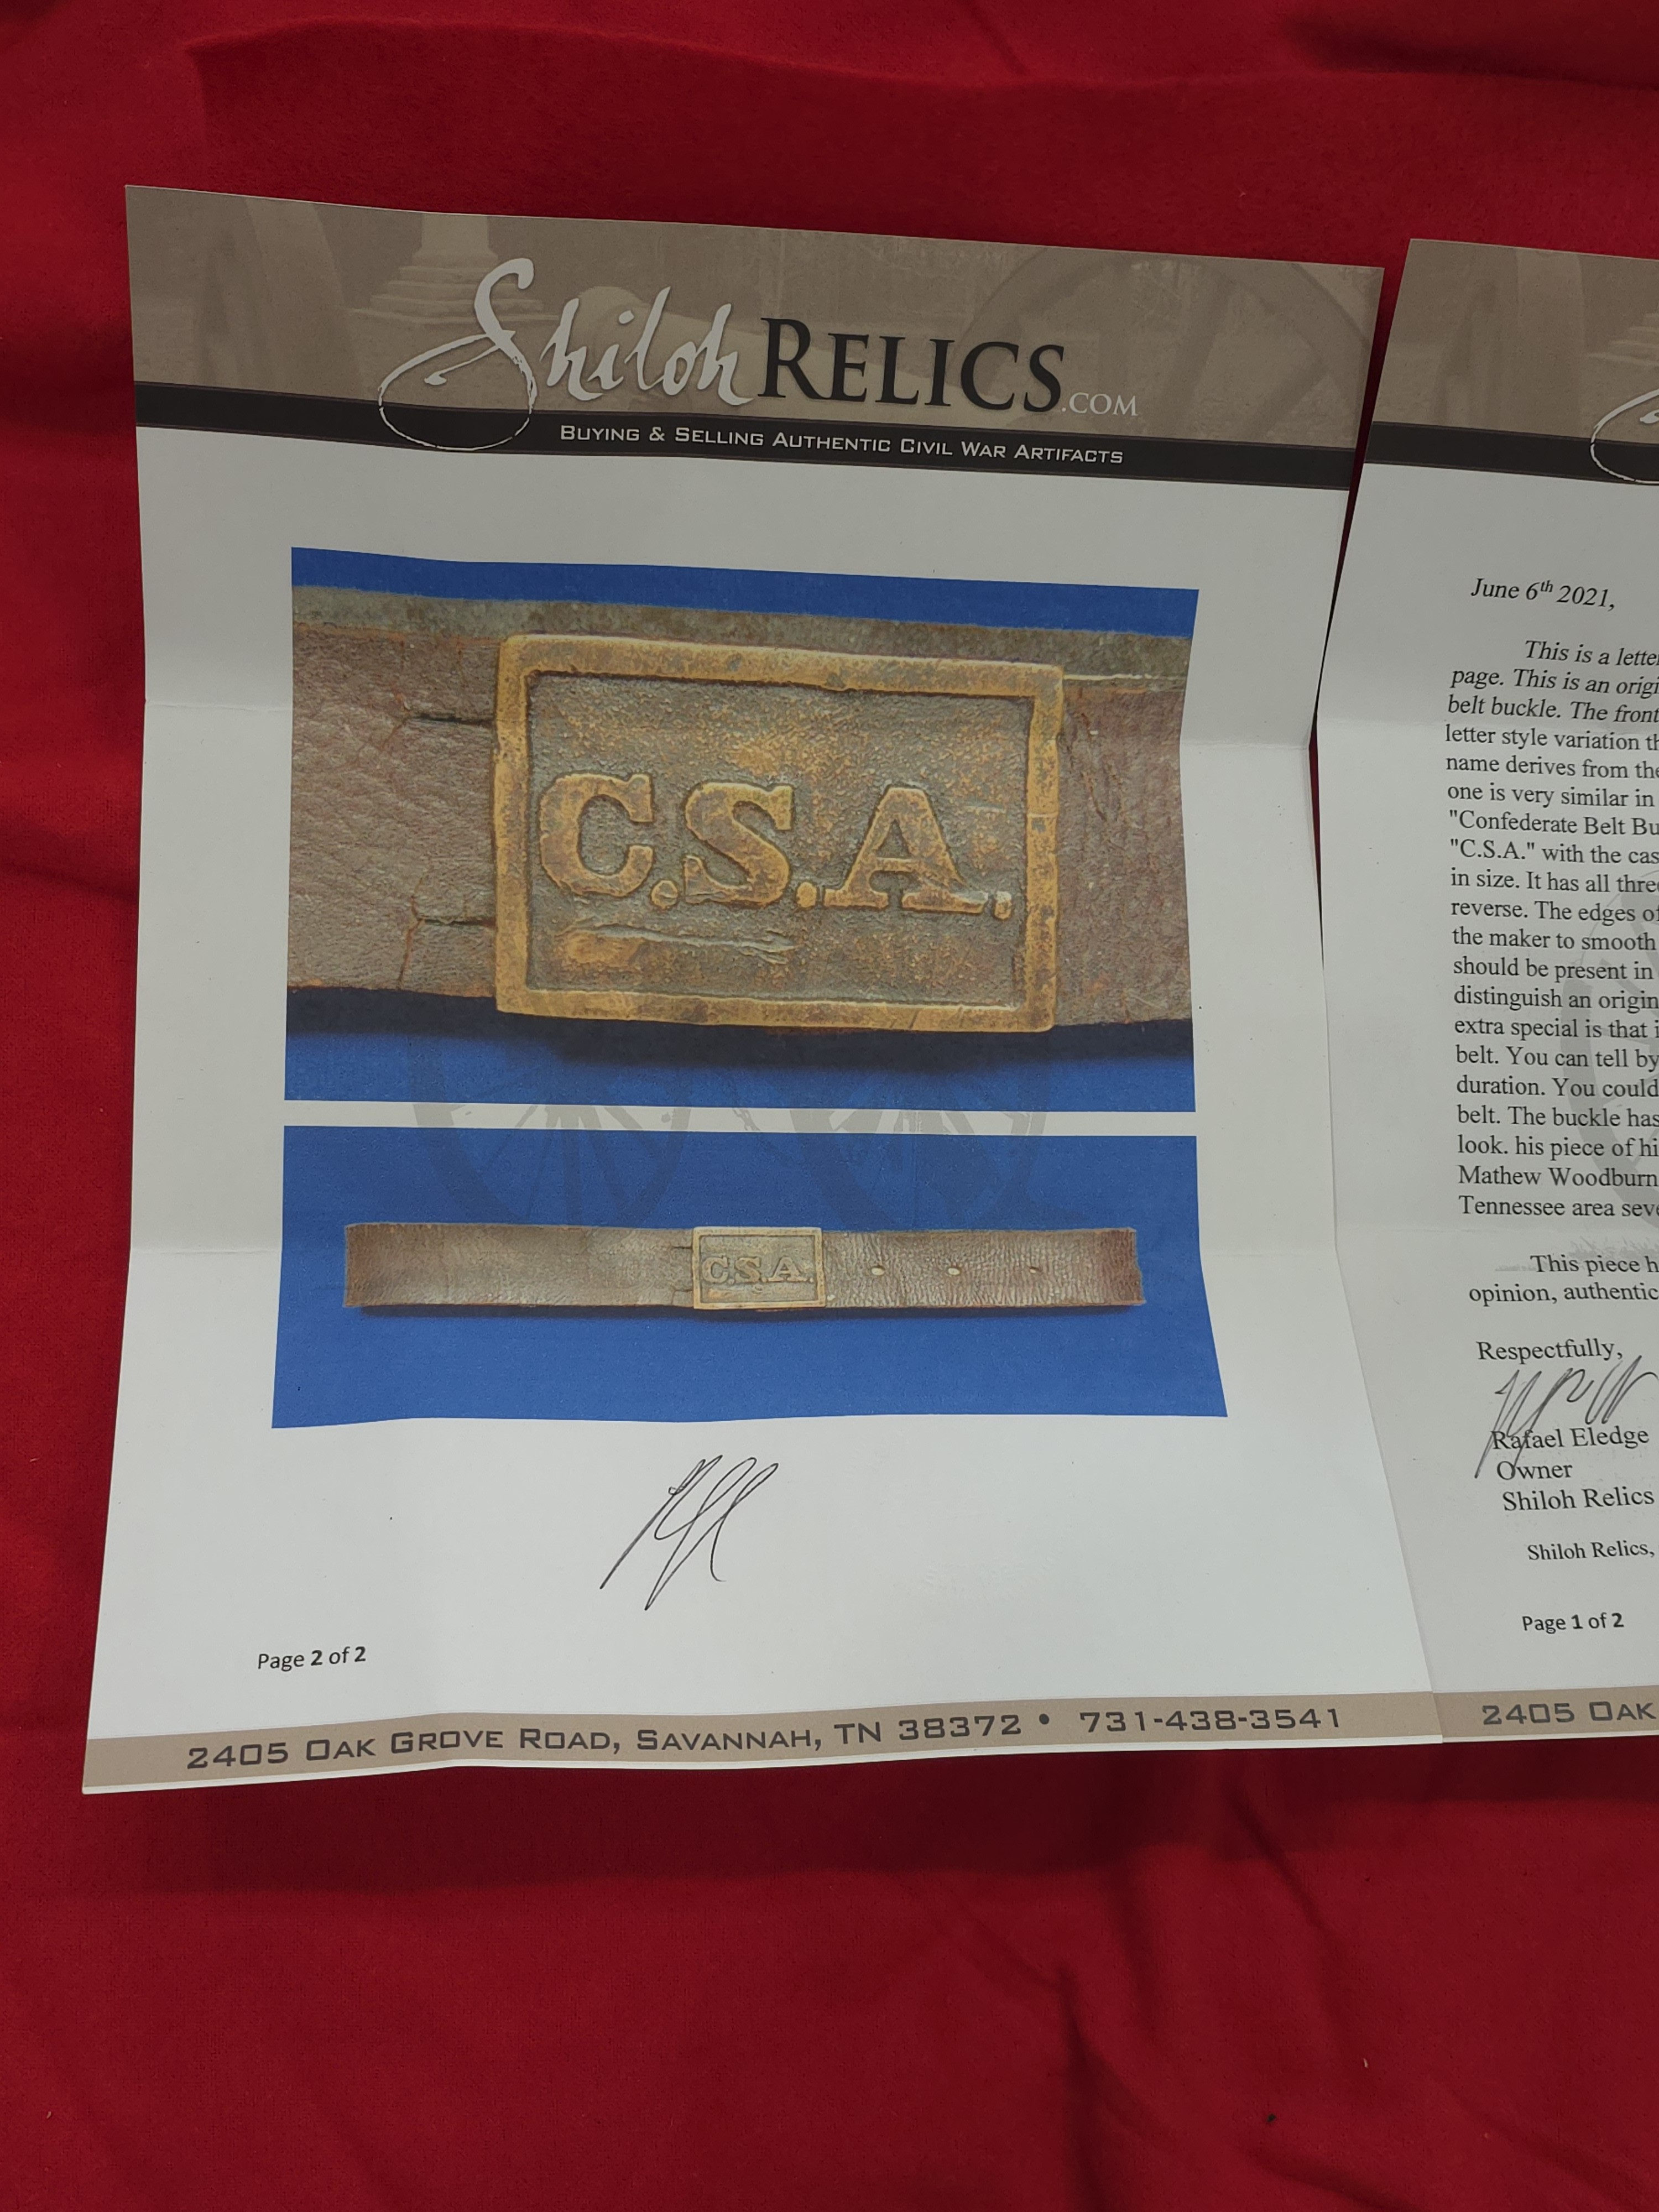 Shiloh RELICS.COM
BUYING & SELLING AUTHENTIC CIVIL WAR ARTIFACTS
C.S.A.
C.S.A.
Page 2 of 2
2405 OAK GROVE ROAD, SAVANNAH, TN 38372 • 731-438-3541
June 6th 2021,
This is a lette
page. This is an origi
belt buckle. The front
letter style variation th
name derives from the
one is very similar in
"Confederate Belt Bu
"C.S.A." with the cas
in size. It has all three
reverse. The edges of
the maker to smooth
should be present in
distinguish an origin
extra special is that i
belt. You can tell by
duration. You could
belt. The buckle has
look. his piece of hi
Mathew Woodburn
Tennessee area seve
This piece h
opinion, authentic
Respectfully,
Rafael Eledge
Owner
Shiloh Relics
Shiloh Relics,
Page 1 of 2
2405 OAK